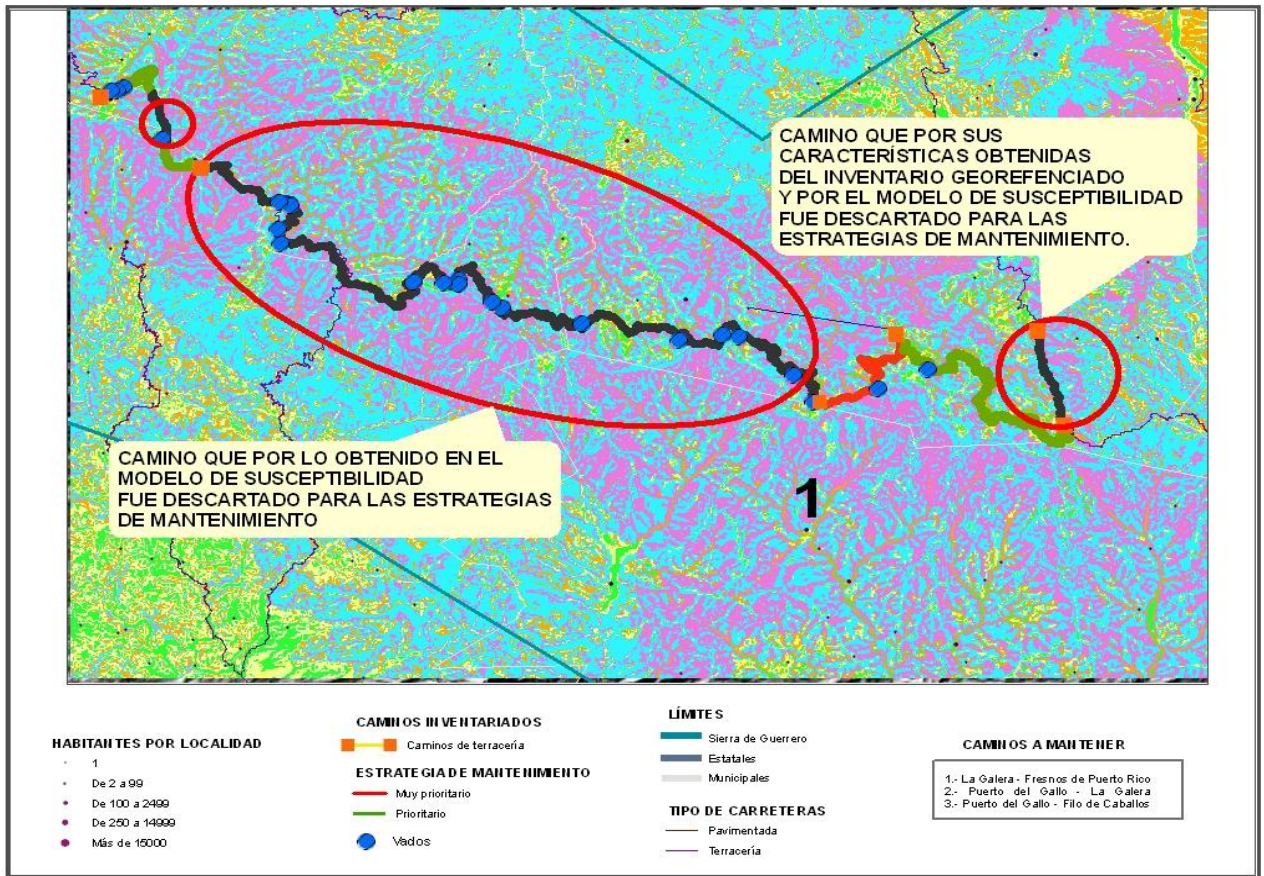 CAMINO QUE POR SUS
CARACTERÍSTICAS OBTENIDAS
DEL INVENTARIO GEOREFENCIADO
Y POR EL MODELO DE SUSCEPTIBILIDAD
FUE DESCARTADO PARA LAS
ESTRATEGIAS DE MANTENIMIENTO.
CAMINO QUE POR LO OBTENIDO EN EL
MODELO DE SUSCEPTIBILIDAD
FUE DESCARTADO PARA LAS ESTRATEGIAS
DE MANTENIMIENTO
1
HABITANTES POR LOCALIDAD
1
De 2 a 99
De 100 a 2499
De 250 a 14999
Más de 15000
CAMINOS INVENTARIADOS
Caminos de terracería
ESTRATEGIA DE MANTENIMIENTO
Muy prioritario
Prioritario
Vados
LÍMITES
Sierra de Guerrero
Estatales
Municipales
TIPO DE CARRETERAS
Pavimentada
Terracería
CAMINOS A MANTENER
1.- La Galera - Fresnos de Puerto Rico
2.- Puerto del Gallo - La Galera
3.- Puerto del Gallo - Filo de Caballos